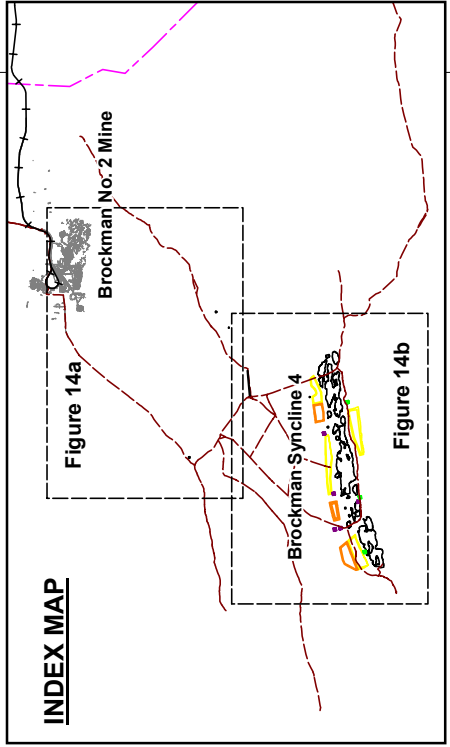 INDEX MAP
Figure 14a
Brockman No. 2 Mine
Brockman Syncline 4
Figure 14b